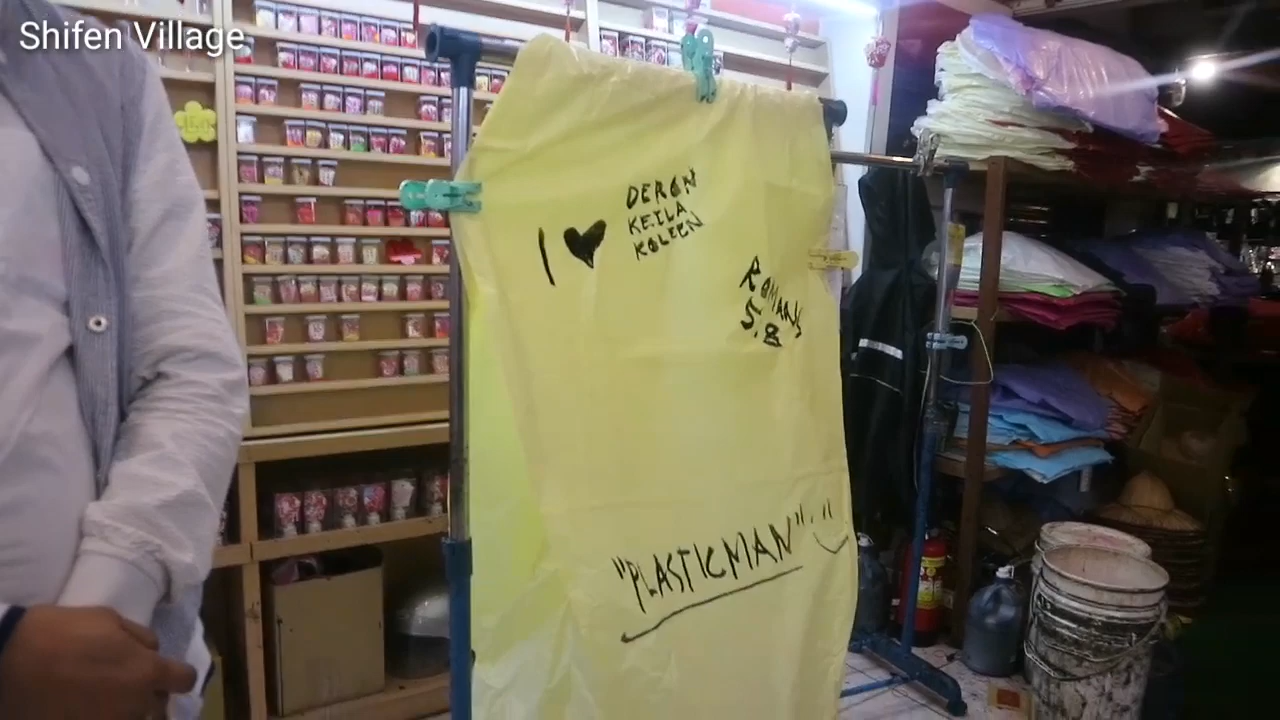 Shifen Village
I ♥
DERON
KEILA
KOLEEN
ROMANS
5:8
"PLASTICMAN"